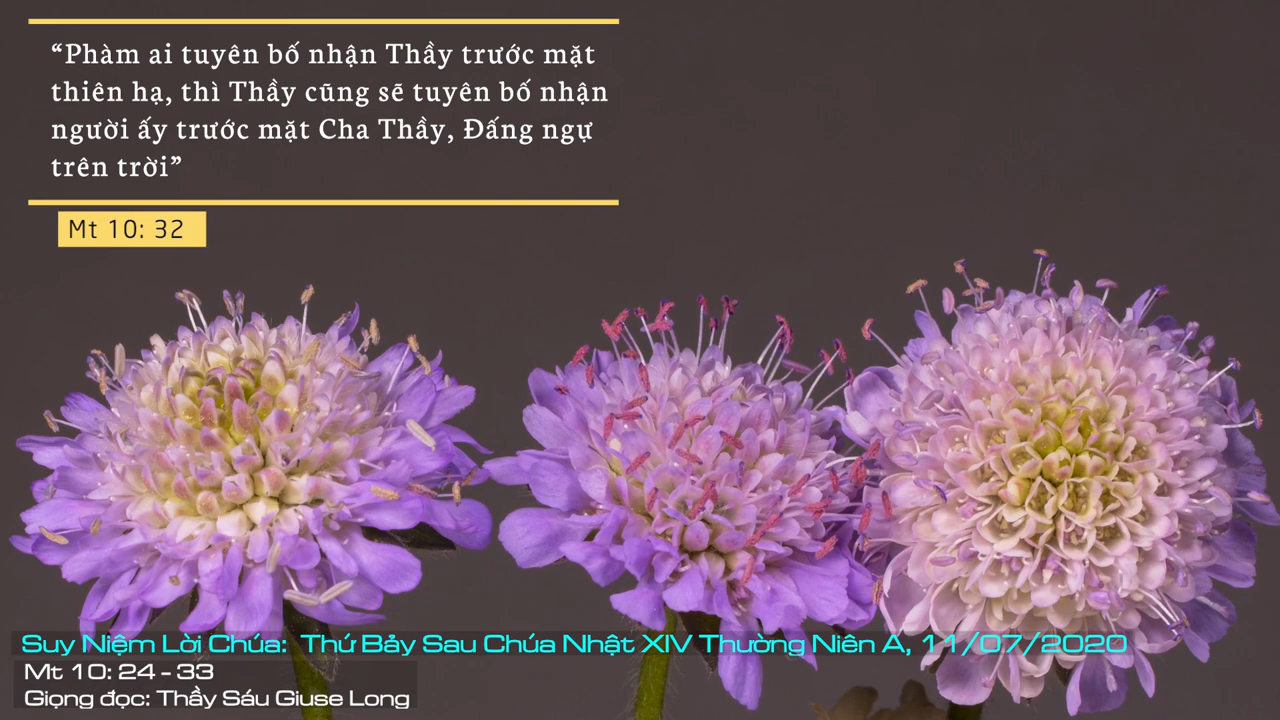 “Phàm ai tuyên bố nhận Thầy trước mặt
thiên hạ, thì Thầy cũng sẽ tuyên bố nhận
người ấy trước mặt Cha Thầy, Đấng ngự
trên trời”
Mt 10: 32
Suy Niệm Lời Chúa: Thứ Bảy Sau Chúa Nhật XIV Thường Niên A, 11/07/2020
Mt 10: 24 - 33
Giọng đọc: Thầy Sáu Giuse Long